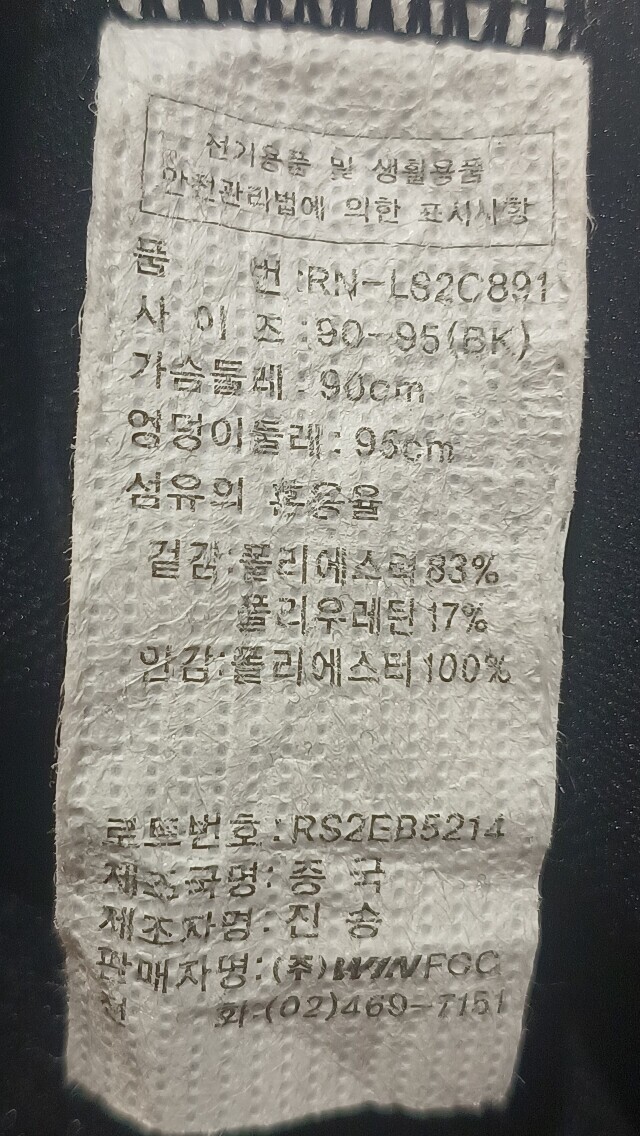 전기용품 및 생활용품
안전관리법에 의한 표시사항
품 번:RN-LS2C891
사 이 즈:90-95(BK)
가슴둘레:90cm
엉덩이둘레:95cm
섬유의 혼용율
겉감:폴리에스터83%
폴리우레탄17%
안감:폴리에스터100%
로트번호:RS2EB5214
제조국명:중 국
제조자명:진 승
판매자명:(주)WINFGC
전 화:(02)469-7151